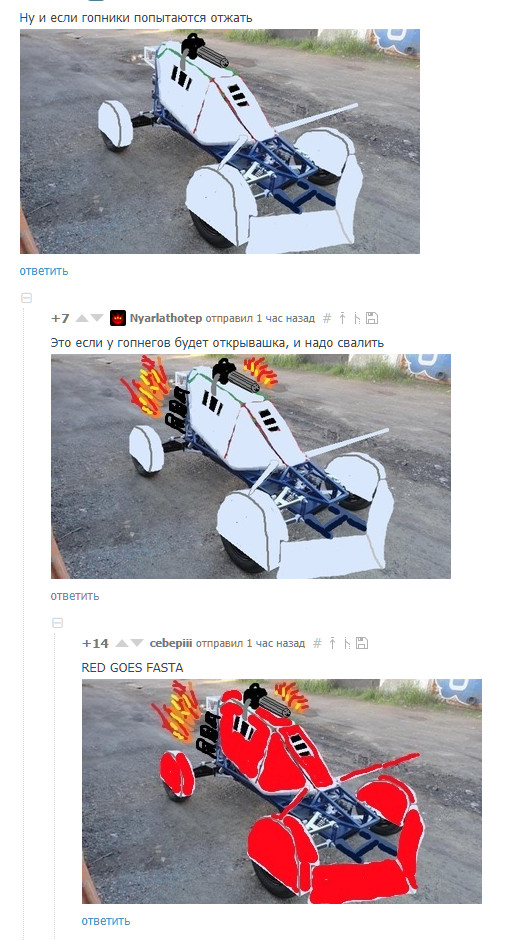 Ну и если гопники попытаются отжать
ответить
+7 Nyarlathotep отправил 1 час назад #
Это если у гопнегов будет открывашка, и надо свалить
ответить
+14 cebepiii отправил 1 час назад #
RED GOES FASTA
ответить